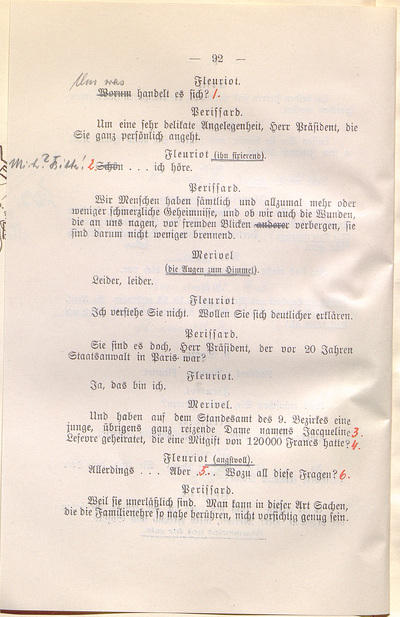 — 92 —
Um was
Fleuriot.
Worum handelt es sich? 1.
Perissard.
Um eine sehr delikate Angelegenheit, Herr Präsident, die
Sie ganz persönlich angeht.
Fleuriot (ihn fixierend).
Mich? Bitte! 2. Schön . . . ich höre.
Perissard.
Wir Menschen haben sämtlich und allzumal mehr oder
weniger schmerzliche Geheimnisse, und ob wir auch die Wunden,
die an uns nagen, vor fremden Blicken anderer verbergen, sie
sind darum nicht weniger brennend.
Merivel
(die Augen zum Himmel).
Leider, leider.
Fleuriot
Ich verstehe Sie nicht. Wollen Sie sich deutlicher erklären.
Perissard.
Sie sind es doch, Herr Präsident, der vor 20 Jahren
Staatsanwalt in Paris war?
Fleuriot.
Ja, das bin ich.
Merivel.
Und haben auf dem Standesamt des 9. Bezirkes eine
junge, übrigens ganz reizende Dame namens Jacqueline 3.
Lefevre geheiratet, die eine Mitgift von 120000 Francs hatte? 4.
Fleuriot (angstvoll).
Allerdings . . . Aber 5. . . Wozu all diese Fragen? 6.
Perissard.
Weil sie unerläßlich sind. Man kann in dieser Art Sachen,
die die Familienehre so nahe berühren, nicht vorsichtig genug sein.